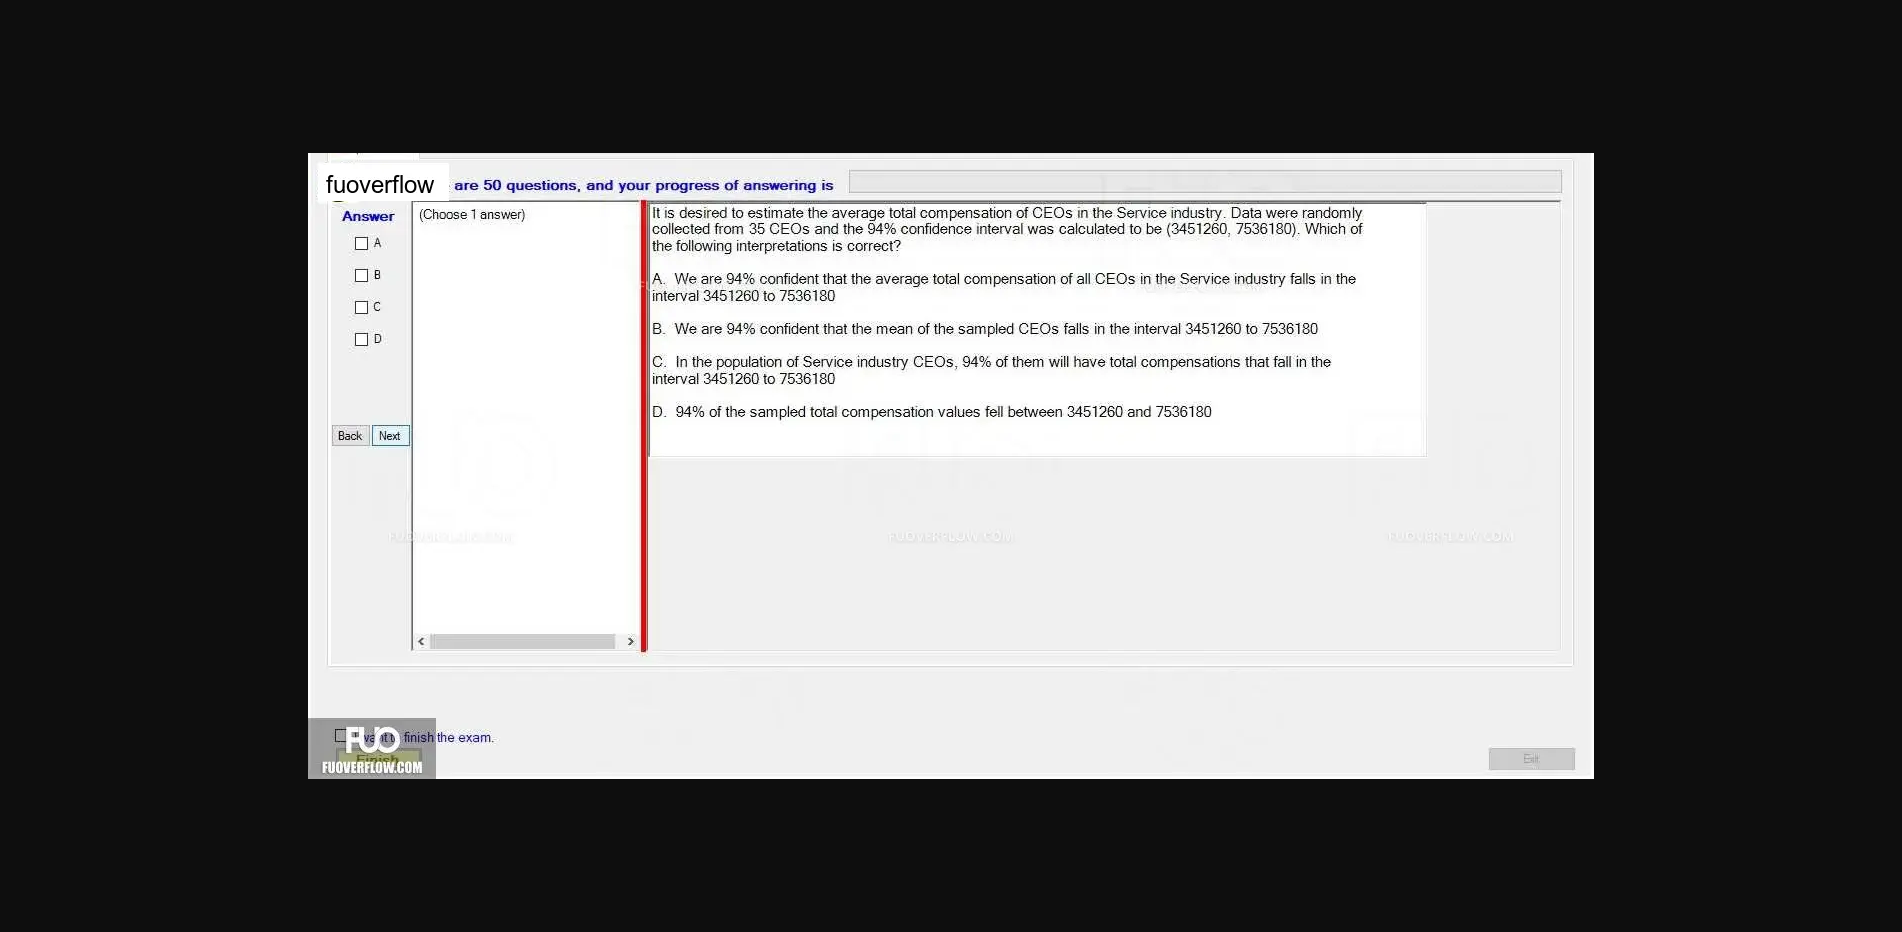 fuoverflow are 50 questions, and your progress of answering is
Answer
(Choose 1 answer)
A
B
C
D
Back Next
It is desired to estimate the average total compensation of CEOs in the Service industry. Data were randomly
collected from 35 CEOs and the 94% confidence interval was calculated to be (3451260, 7536180). Which of
the following interpretations is correct?
A. We are 94% confident that the average total compensation of all CEOs in the Service industry falls in the
interval 3451260 to 7536180
B. We are 94% confident that the mean of the sampled CEOs falls in the interval 3451260 to 7536180
C. In the population of Service industry CEOs, 94% of them will have total compensations that fall in the
interval 3451260 to 7536180
D. 94% of the sampled total compensation values fell between 3451260 and 7536180
FUOVERFLOW.COM FUOVERFLOW.COM FUOVERFLOW.COM
I want to finish the exam.
FUO
Finish
FUOVERFLOW.COM
Exit